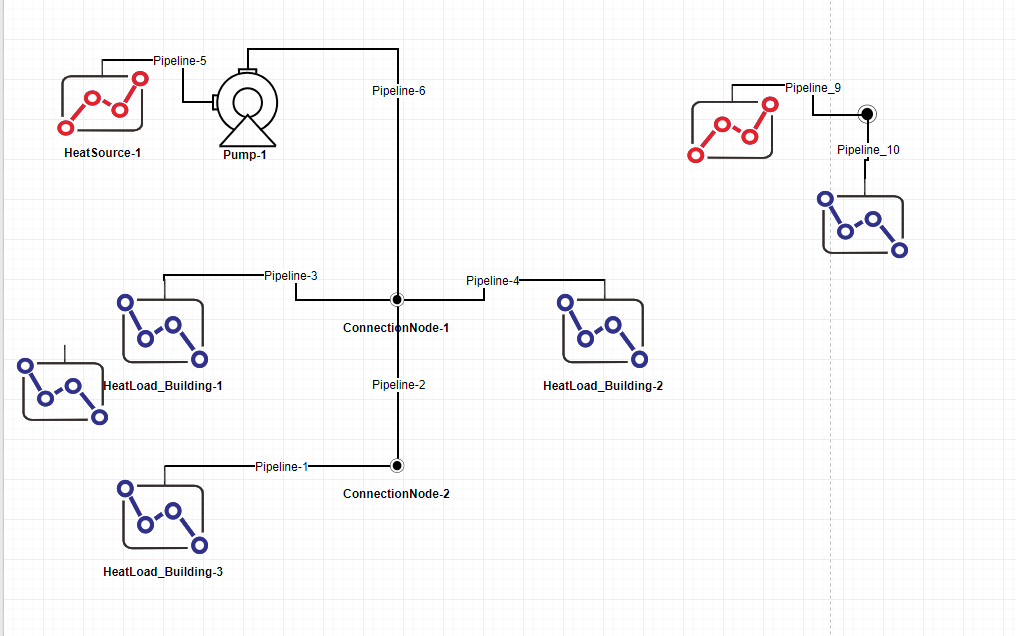 Pipeline-5
Pipeline-6
Pipeline_9
HeatSource-1
Pump-1
Pipeline_10
Pipeline-3
Pipeline-4
ConnectionNode-1
HeatLoad_Building-1
Pipeline-2
HeatLoad_Building-2
Pipeline-1
ConnectionNode-2
HeatLoad_Building-3